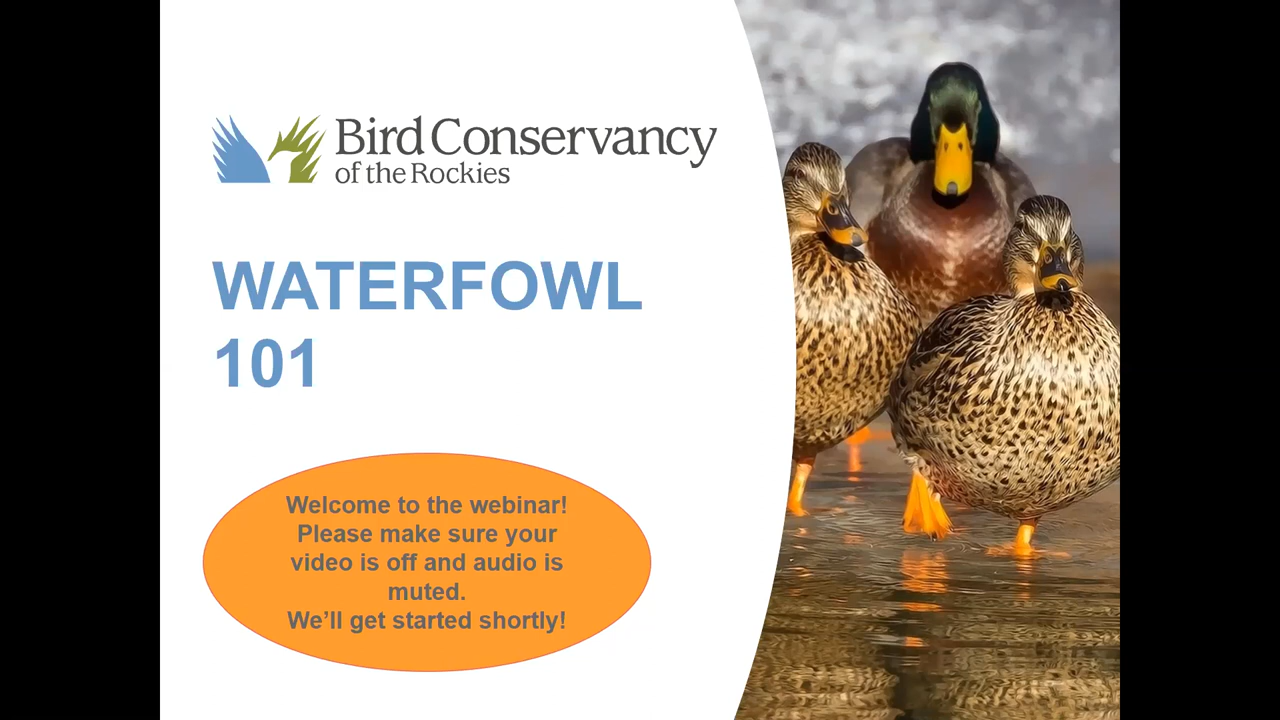 Bird Conservancy
of the Rockies
WATERFOWL
101
Welcome to the webinar!
Please make sure your
video is off and audio is
muted.
We’ll get started shortly!